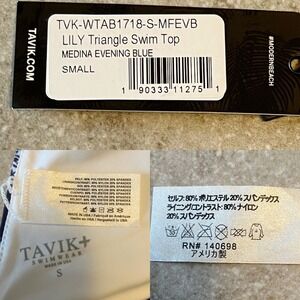 TAVIK.COM
TVK-WTAB1718-S-MFEVB
LILY Triangle Swim Top
MEDINA EVENING BLUE
SMALL
1 90333 11275 1
#MODERNBEACH
TAVIK+
SWIMWEAR
MADE IN USA
S
セルフ: 80% ポリエステル 20% スパンデックス
ライニング/コントラスト: 80% ナイロン
20% スパンデックス
RN# 140698
アメリカ製